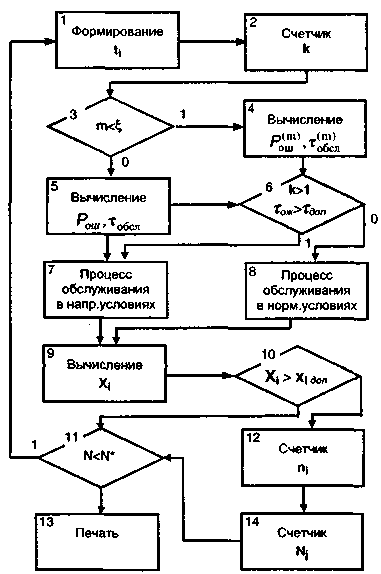 1
Формирование
tᵢ
2
Счетчик
k
3
m<ξ
1
0
4
Вычисление
P_ош^(m), τ_обсл^(m)
5
Вычисление
P_ош, τ_обсл
6
k>1
τ_ож>τ_доп
0
1
7
Процесс
обслуживания
в напр.условиях
8
Процесс
обслуживания
в норм.условиях
9
Вычисление
Xᵢ
10
Xᵢ > xᵢ доп
1
11
N<N*
12
Счетчик
nᵢ
13
Печать
14
Счетчик
Nᵢ